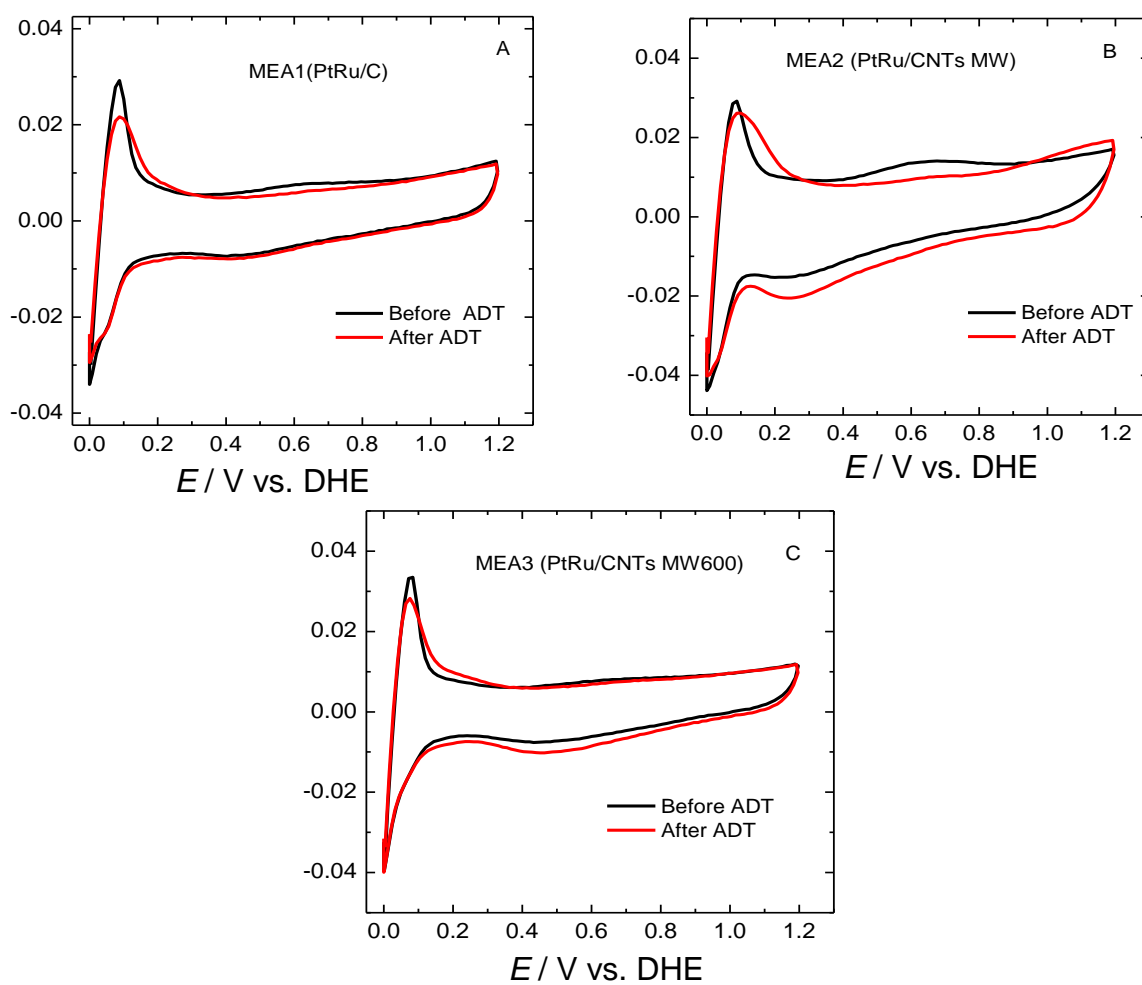 A
MEA1(PtRu/C)
0.04
0.02
0.00
-0.02
-0.04
Before ADT
After ADT
0.0 0.2 0.4 0.6 0.8 1.0 1.2
E / V vs. DHE
B
MEA2 (PtRu/CNTs MW)
0.04
0.02
0.00
-0.02
-0.04
Before ADT
After ADT
0.0 0.2 0.4 0.6 0.8 1.0 1.2
E / V vs. DHE
C
MEA3 (PtRu/CNTs MW600)
0.04
0.02
0.00
-0.02
-0.04
Before ADT
After ADT
0.0 0.2 0.4 0.6 0.8 1.0 1.2
E / V vs. DHE